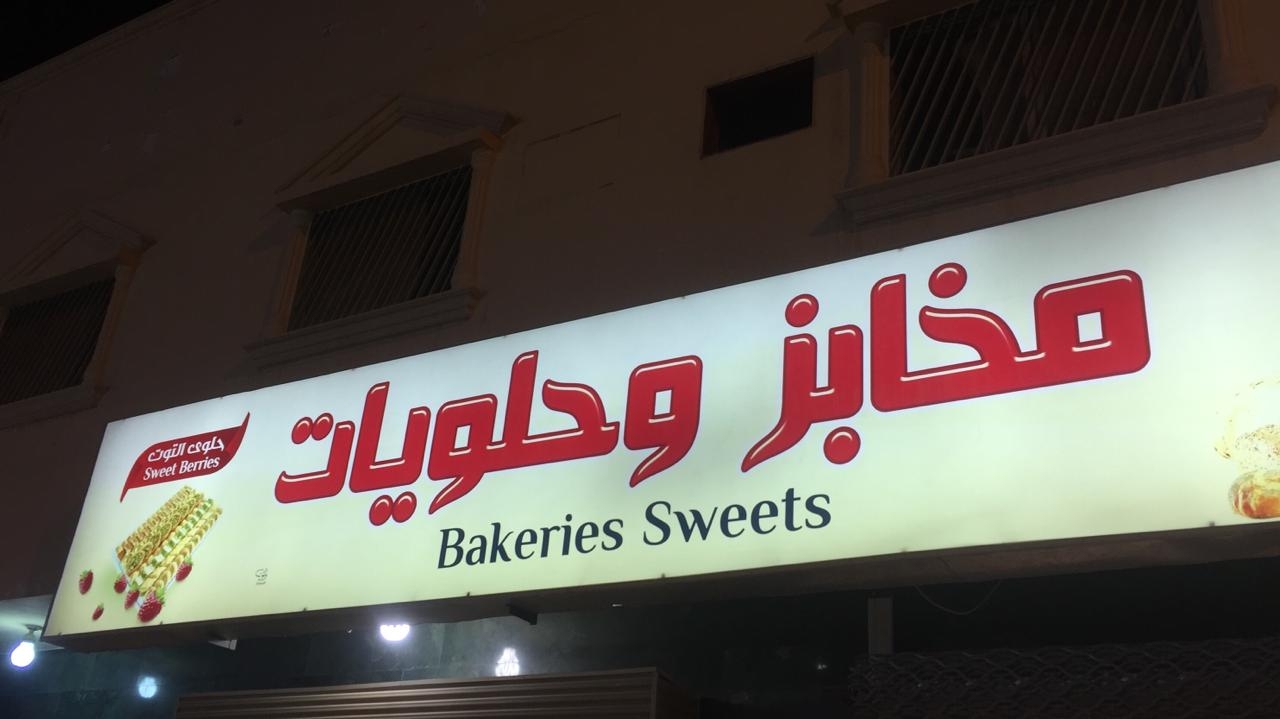 مخابز وحلويات
Bakeries Sweets
حلوى التوت
Sweet Berries